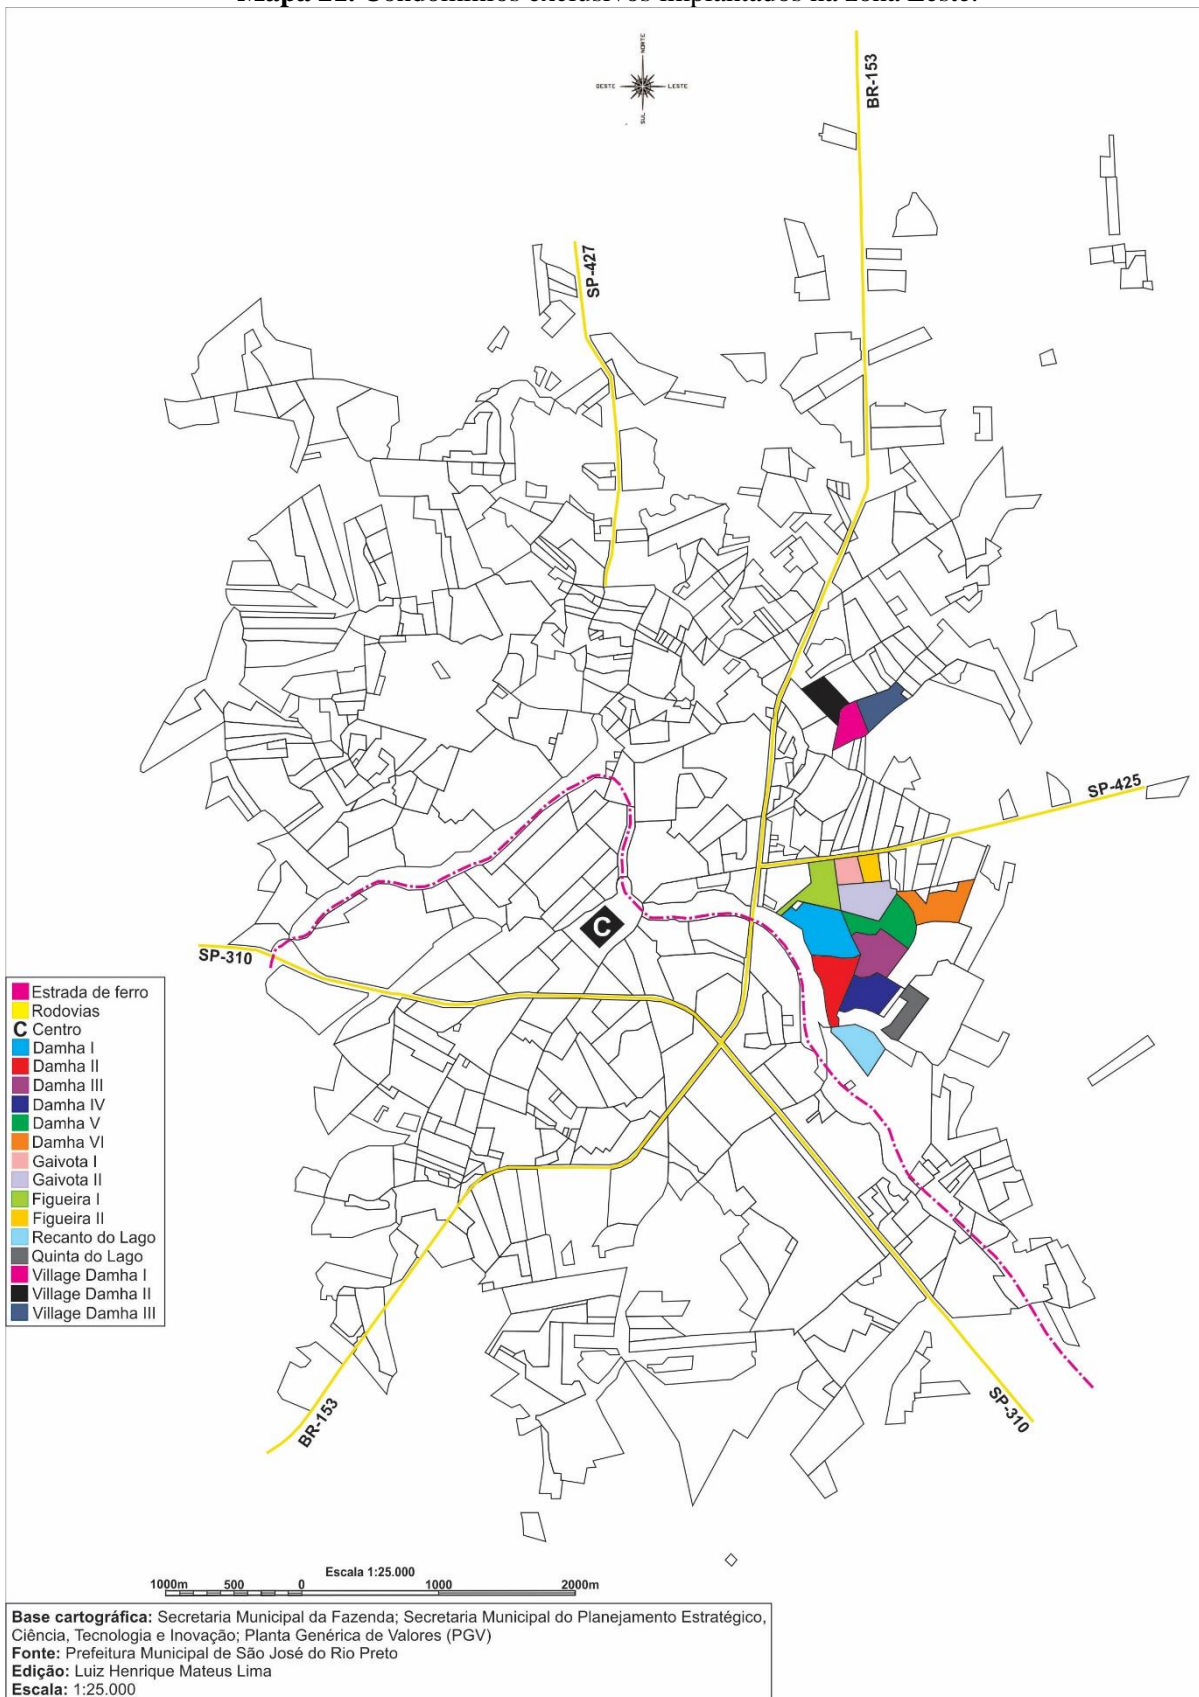 Mapa 22. Condomínios exclusivos implantados na zona Leste.
NORTE
OESTE
LESTE
SUL
BR-153
SP-427
SP-425
C
SP-310
Estrada de ferro
Rodovias
C Centro
Damha I
Damha II
Damha III
Damha IV
Damha V
Damha VI
Gaivota I
Gaivota II
Figueira I
Figueira II
Recanto do Lago
Quinta do Lago
Village Damha I
Village Damha II
Village Damha III
BR-153
SP-310
Escala 1:25.000
1000m 500 0 1000 2000m
Base cartográfica: Secretaria Municipal da Fazenda; Secretaria Municipal do Planejamento Estratégico,
Ciência, Tecnologia e Inovação; Planta Genérica de Valores (PGV)
Fonte: Prefeitura Municipal de São José do Rio Preto
Edição: Luiz Henrique Mateus Lima
Escala: 1:25.000